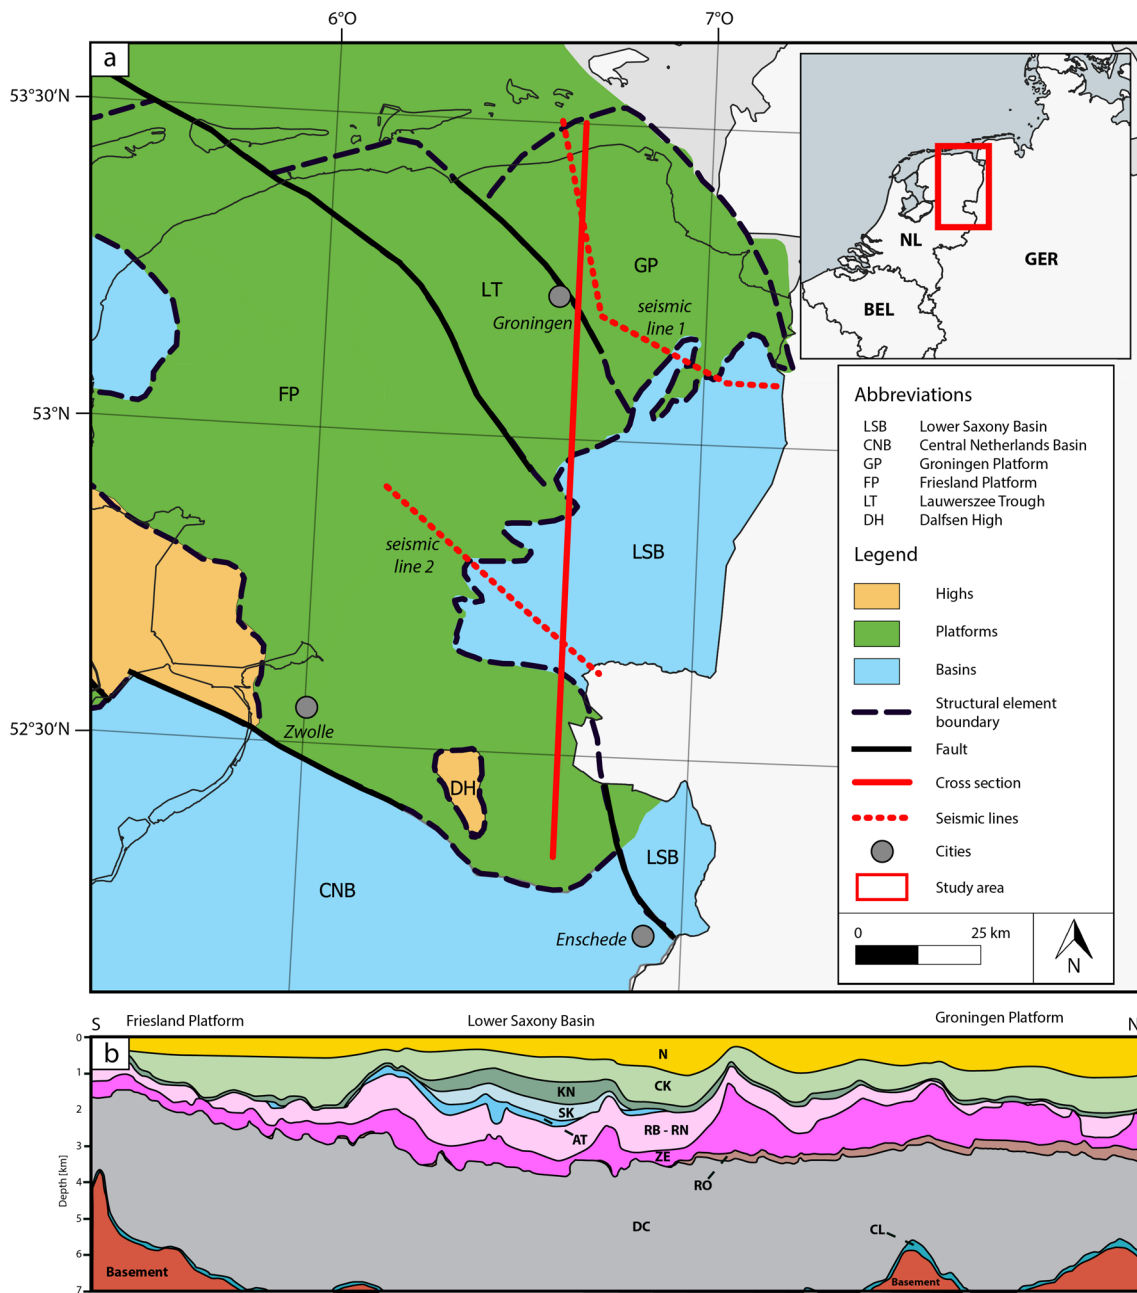 6°O
7°O
a
53°30'N
53°N
52°30'N
GP
LT
Groningen
seismic
line 1
FP
seismic
line 2
LSB
Zwolle
DH
LSB
CNB
Enschede
NL
GER
BEL
Abbreviations
LSB Lower Saxony Basin
CNB Central Netherlands Basin
GP Groningen Platform
FP Friesland Platform
LT Lauwerszee Trough
DH Dalfsen High
Legend
Highs
Platforms
Basins
Structural element
boundary
Fault
Cross section
Seismic lines
Cities
Study area
0 25 km
N
S Friesland Platform Lower Saxony Basin Groningen Platform N
b
0
1
2
3
4
5
6
7
Depth [km]
N
CK
KN
SK
AT
RB - RN
ZE
RO
DC
CL
Basement
Basement